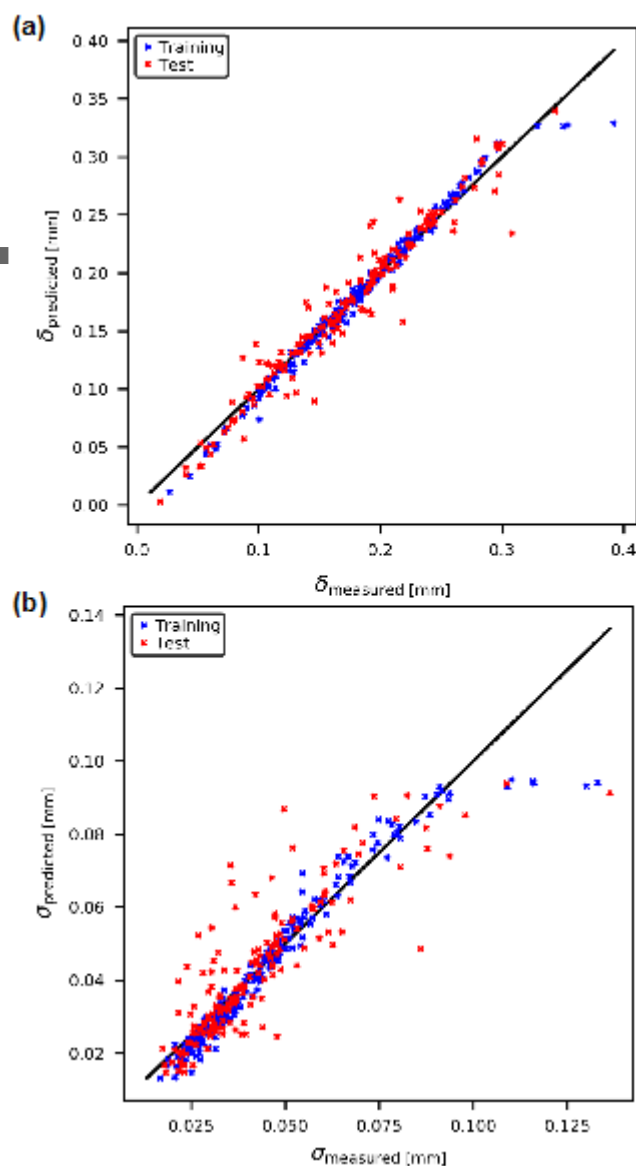 (a)
Training
Test
0.40
0.35
0.30
0.25
0.20
0.15
0.10
0.05
0.00
δpredicted [mm]
0.0 0.1 0.2 0.3 0.4
δmeasured [mm]
(b)
Training
Test
0.14
0.12
0.10
0.08
0.06
0.04
0.02
σpredicted [mm]
0.025 0.050 0.075 0.100 0.125
σmeasured [mm]